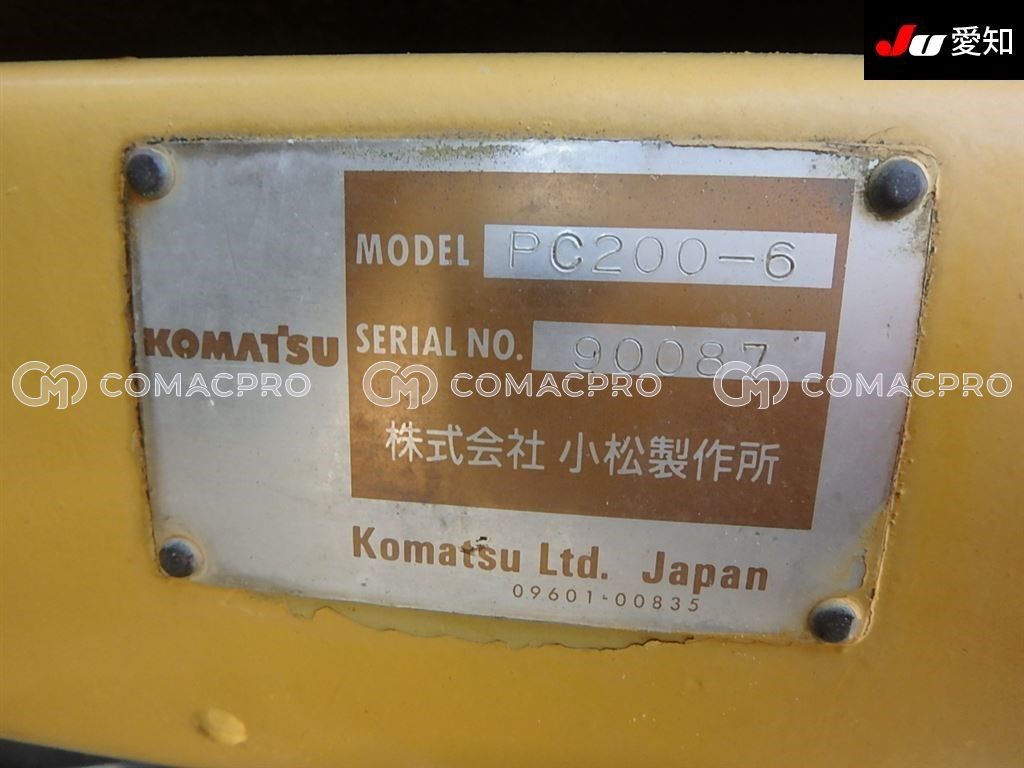 JU 愛知
MODEL PC200-6
KOMATSU
SERIAL NO. 90087
COMACPRO COMACPRO COMACPRO
株式会社 小松製作所
Komatsu Ltd. Japan
09601-00835